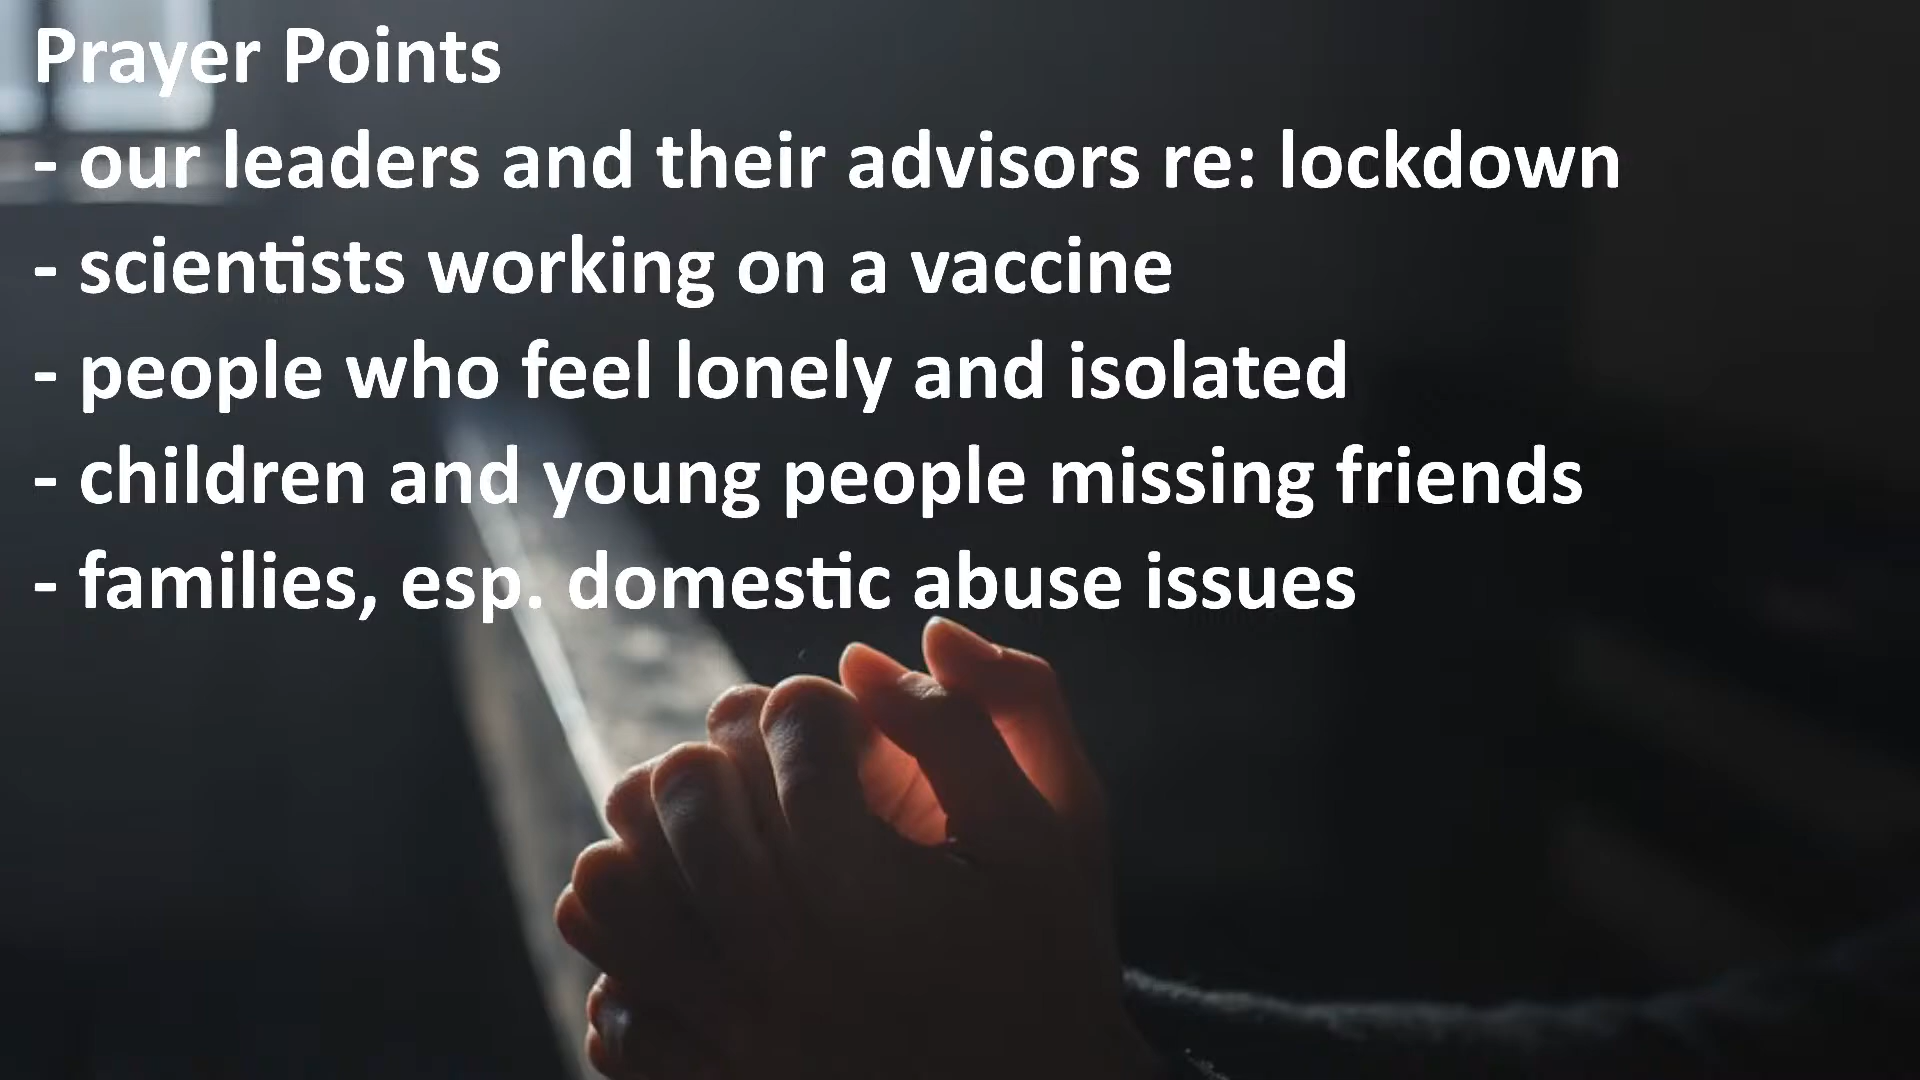 Prayer Points
- our leaders and their advisors re: lockdown
- scientists working on a vaccine
- people who feel lonely and isolated
- children and young people missing friends
- families, esp. domestic abuse issues